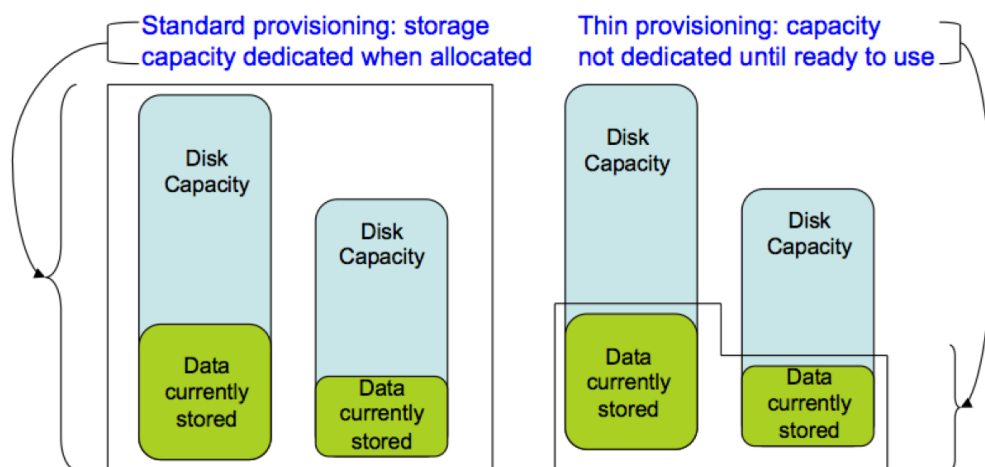 Standard provisioning: storage
capacity dedicated when allocated
Thin provisioning: capacity
not dedicated until ready to use
Disk
Capacity
Disk
Capacity
Data
currently
stored
Data
currently
stored
Disk
Capacity
Disk
Capacity
Data
currently
stored
Data
currently
stored